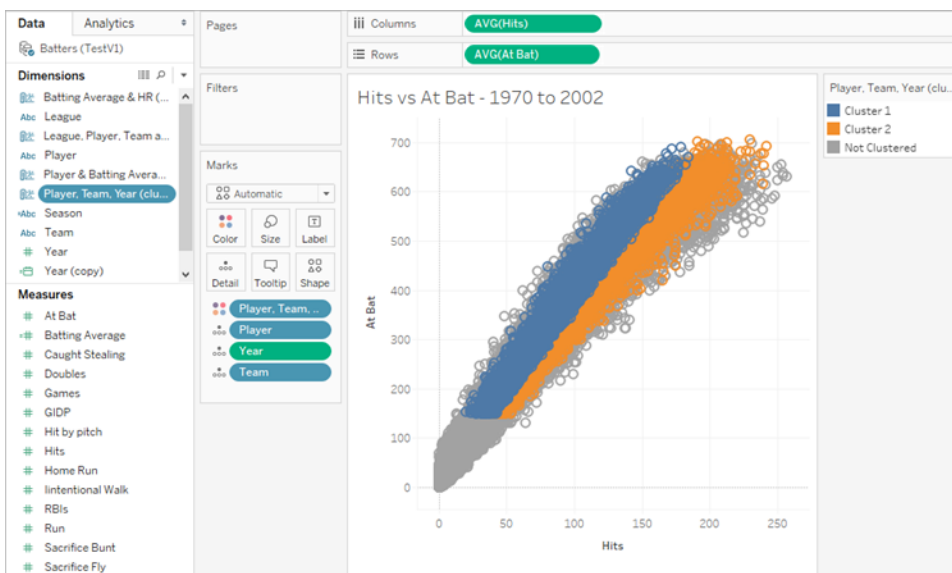 Data
Analytics
Batters (TestV1)
Dimensions
Batting Average & HR (...
Abc League
League, Player, Team a...
Abc Player
Player & Batting Avera...
Player, Team, Year (clu...
Abc Season
Abc Team
# Year
Year (copy)
Measures
# At Bat
=# Batting Average
# Caught Stealing
# Doubles
# Games
# GIDP
# Hit by pitch
# Hits
# Home Run
# Iintentional Walk
# RBIs
# Run
# Sacrifice Bunt
# Sacrifice Fly
Pages
Filters
Marks
Automatic
Color
Size
Label
Detail
Tooltip
Shape
Player, Team, ..
Player
Year
Team
Columns
AVG(Hits)
Rows
AVG(At Bat)
Hits vs At Bat - 1970 to 2002
At Bat
700
600
500
400
300
200
100
0
0
50
100
150
200
250
Hits
Player, Team, Year (clu...
Cluster 1
Cluster 2
Not Clustered